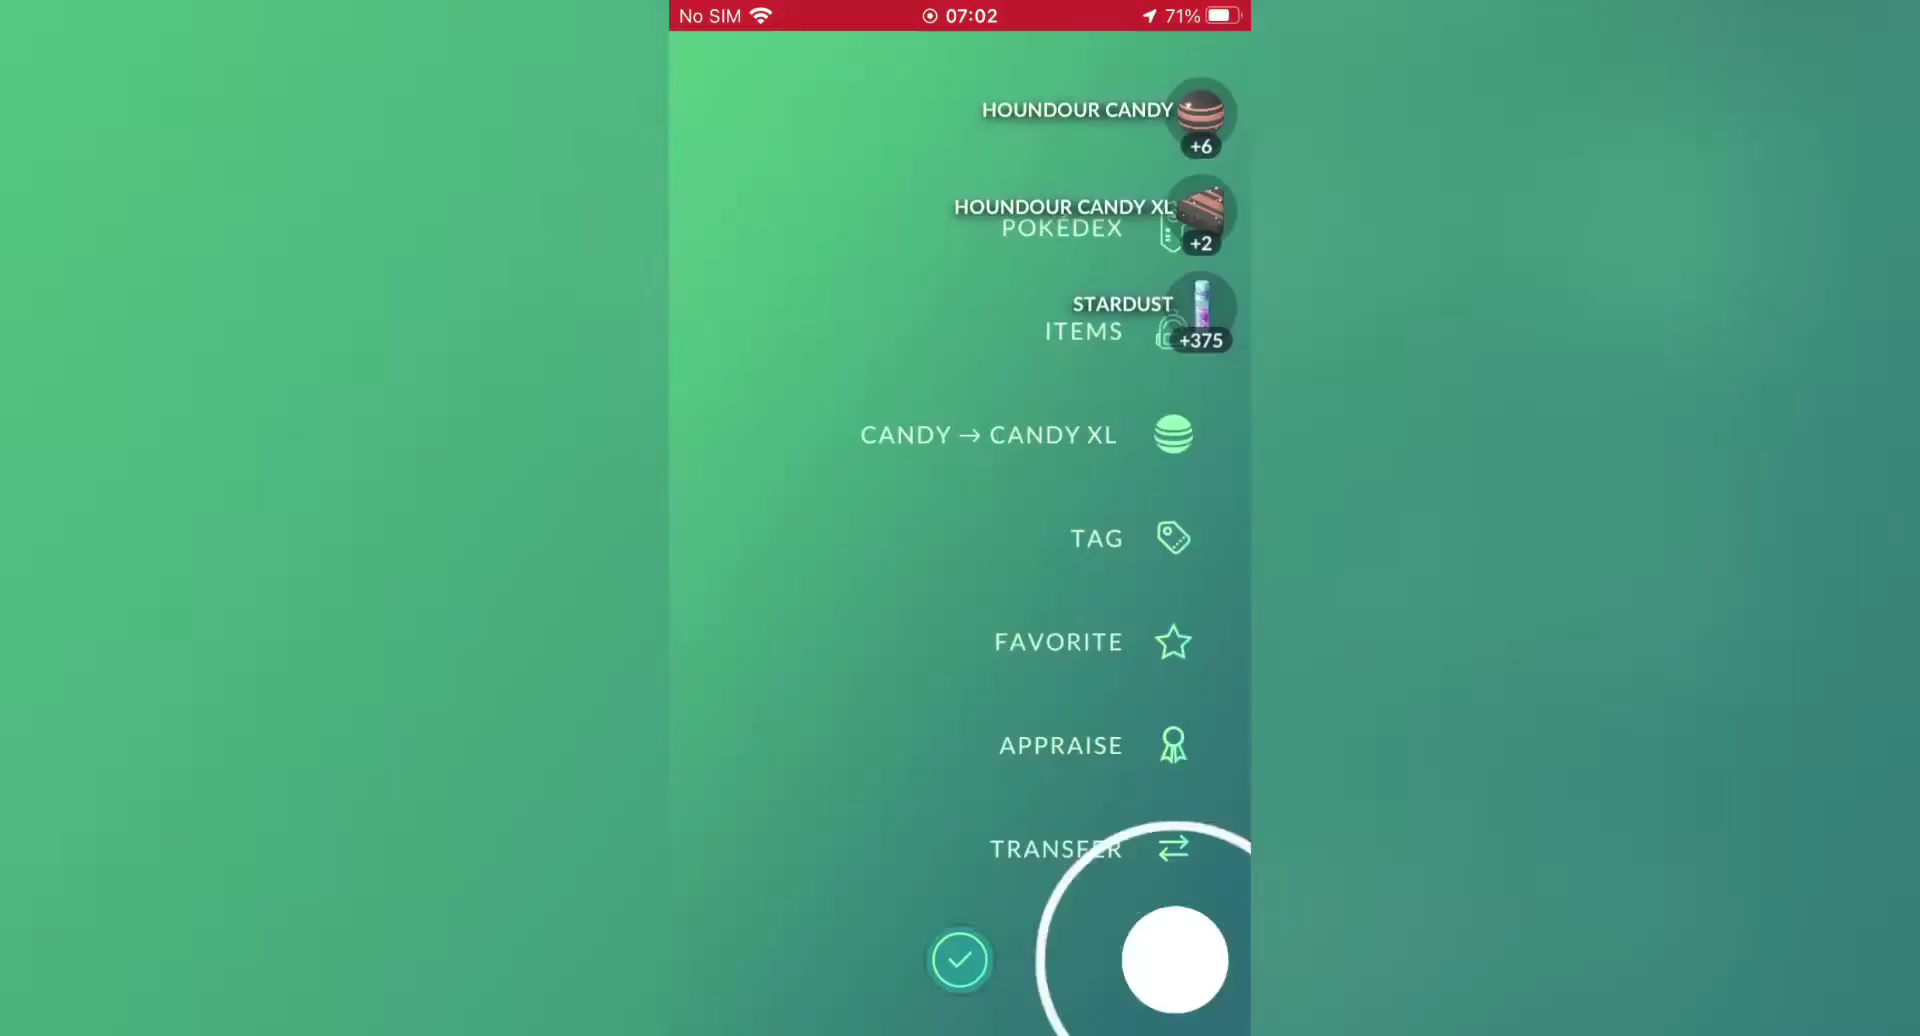 No SIM 07:02 71%
HOUNDOUR CANDY
+6
HOUNDOUR CANDY XL
POKÉDEX
+2
STARDUST
ITEMS
+375
CANDY → CANDY XL
TAG
FAVORITE
APPRAISE
TRANSFER